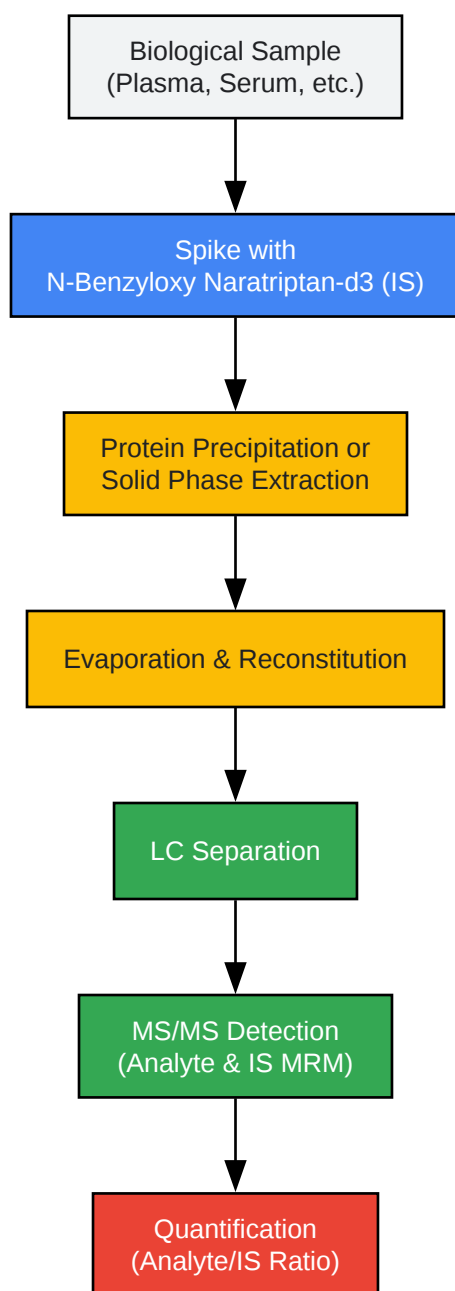 Biological Sample
(Plasma, Serum, etc.)
Spike with
N-Benzyloxy Naratriptan-d3 (IS)
Protein Precipitation or
Solid Phase Extraction
Evaporation & Reconstitution
LC Separation
MS/MS Detection
(Analyte & IS MRM)
Quantification
(Analyte/IS Ratio)